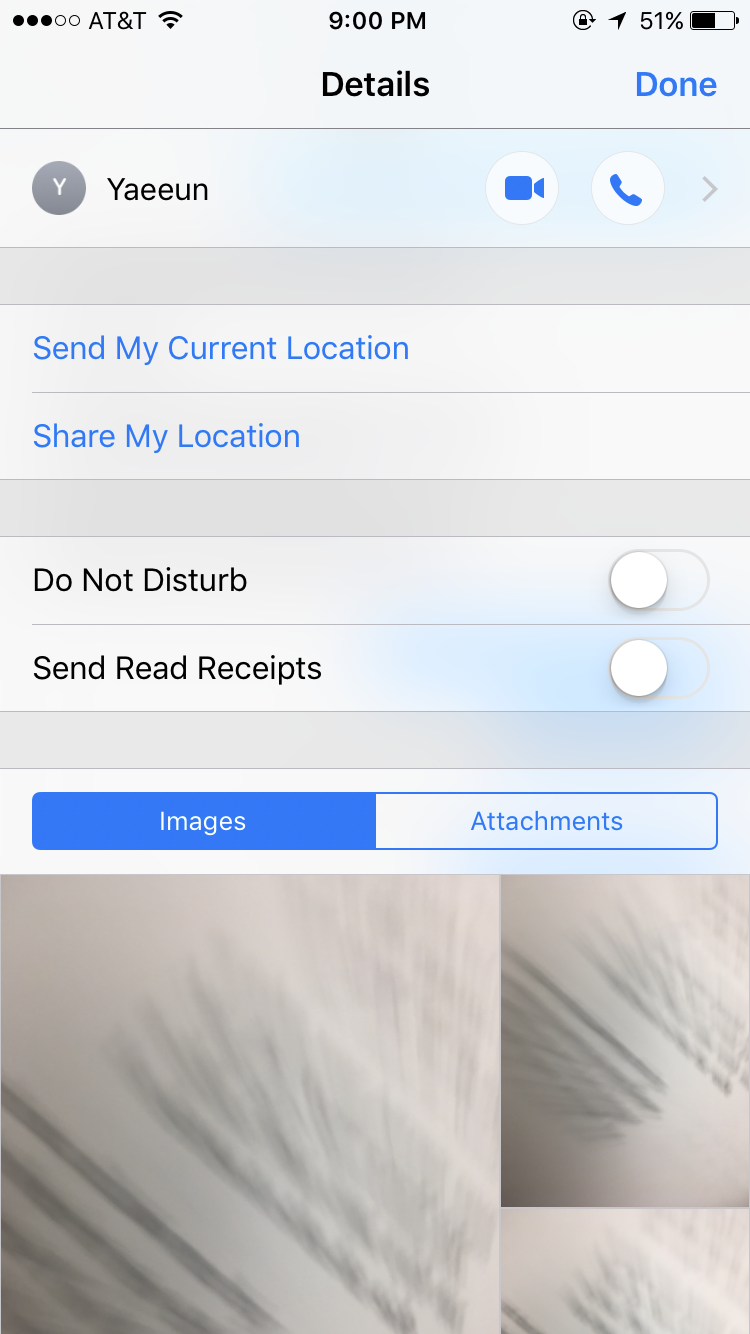 AT&T 9:00 PM 51%
Details Done
Y Yaeeun
Send My Current Location
Share My Location
Do Not Disturb
Send Read Receipts
Images Attachments